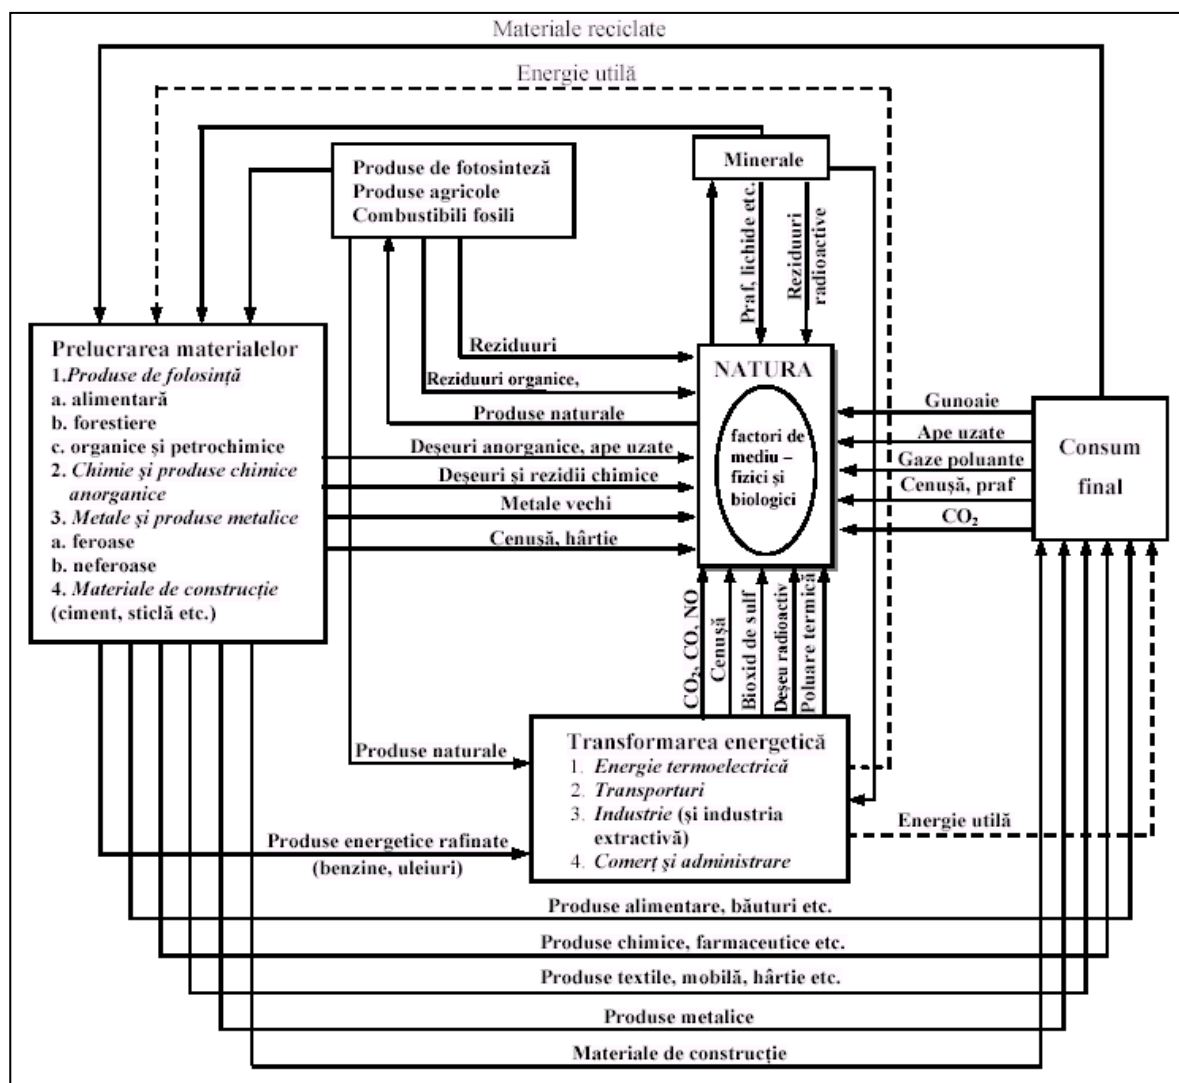 Materiale reciclate
Energie utilă
Minerale
Produse de fotosinteză
Produse agricole
Combustibili fosili
Praf, lichide etc.
Reziduuri
radioactive
Prelucrarea materialelor
1.Produse de folosință
a. alimentară
b. forestiere
c. organice și petrochimice
2. Chimie și produse chimice
anorganice
3. Metale și produse metalice
a. feroase
b. neferoase
4. Materiale de construcție
(ciment, sticlă etc.)
Reziduuri
Reziduuri organice,
Produse naturale
Deșeuri anorganice, ape uzate
Deșeuri și rezidii chimice
Metale vechi
Cenușă, hârtie
NATURA
factori de
mediu –
fizici și
biologici
Gunoaie
Ape uzate
Gaze poluante
Cenușă, praf
CO₂
Consum
final
CO₂, CO, NO
Cenușă
Bioxid de sulf
Deșeu radioactiv
Poluare termică
Produse naturale
Transformarea energetică
1. Energie termoelectrică
2. Transporturi
3. Industrie (și industria
extractivă)
4. Comerț și administrare
Energie utilă
Produse energetice rafinate
(benzine, uleiuri)
Produse alimentare, băuturi etc.
Produse chimice, farmaceutice etc.
Produse textile, mobilă, hârtie etc.
Produse metalice
Materiale de construcție